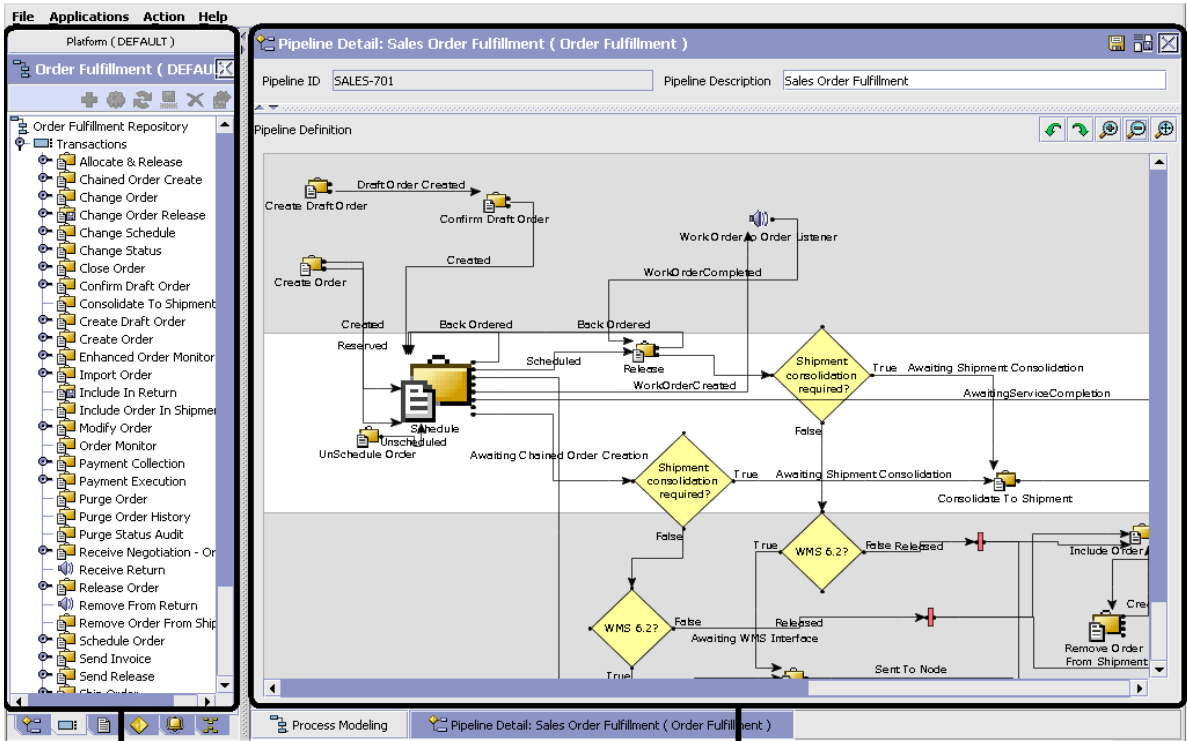 File Applications Action Help
Platform ( DEFAULT )
Order Fulfillment ( DEFAUL
Order Fulfillment Repository
Transactions
Allocate & Release
Chained Order Create
Change Order
Change Order Release
Change Schedule
Change Status
Close Order
Confirm Draft Order
Consolidate To Shipment
Create Draft Order
Create Order
Enhanced Order Monitor
Import Order
Include In Return
Include Order In Shipmer
Modify Order
Order Monitor
Payment Collection
Payment Execution
Purge Order
Purge Order History
Purge Status Audit
Receive Negotiation - Or
Receive Return
Release Order
Remove From Return
Remove Order From Ship
Schedule Order
Send Invoice
Send Release
Ship Order
Pipeline Detail: Sales Order Fulfillment ( Order Fulfillment )
Pipeline ID SALES-701 Pipeline Description Sales Order Fulfillment
Pipeline Definition
Draft Order Created
Create Draft Order
Confirm Draft Order
Work Order to Order Listener
Created
WorkOrderCompleted
Create Order
Created
Back Ordered
Back Ordered
Reserved
Scheduled
Release
WorkOrderCreated
Shipment
consolidation
required?
True
Awaiting Shipment Consolidation
AwaitingServiceCompletion
False
Schedule
Unscheduled
UnSchedule Order
Awaiting Chained Order Creation
Shipment
consolidation
required?
True
Awaiting Shipment Consolidation
Consolidate To Shipment
False
True
WMS 6.2?
False
Released
Include Order
WMS 6.2?
False
Released
Awaiting WMS Interface
Cre
Remove Order
From Shipment
True
Sent To Node
Process Modeling
Pipeline Detail: Sales Order Fulfillment ( Order Fulfillment )